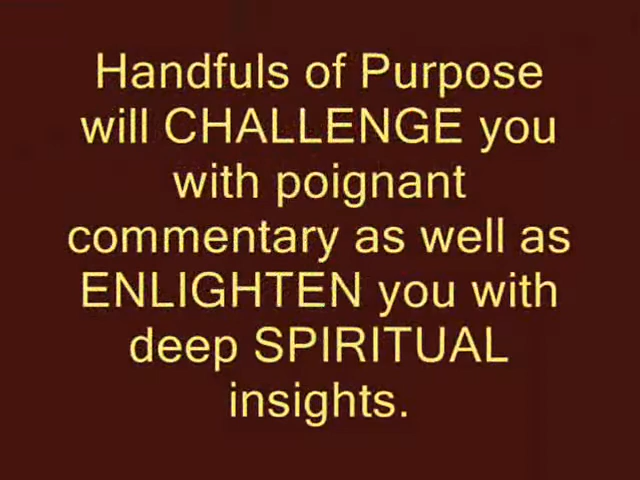 Handfuls of Purpose
will CHALLENGE you
with poignant
commentary as well as
ENLIGHTEN you with
deep SPIRITUAL
insights.